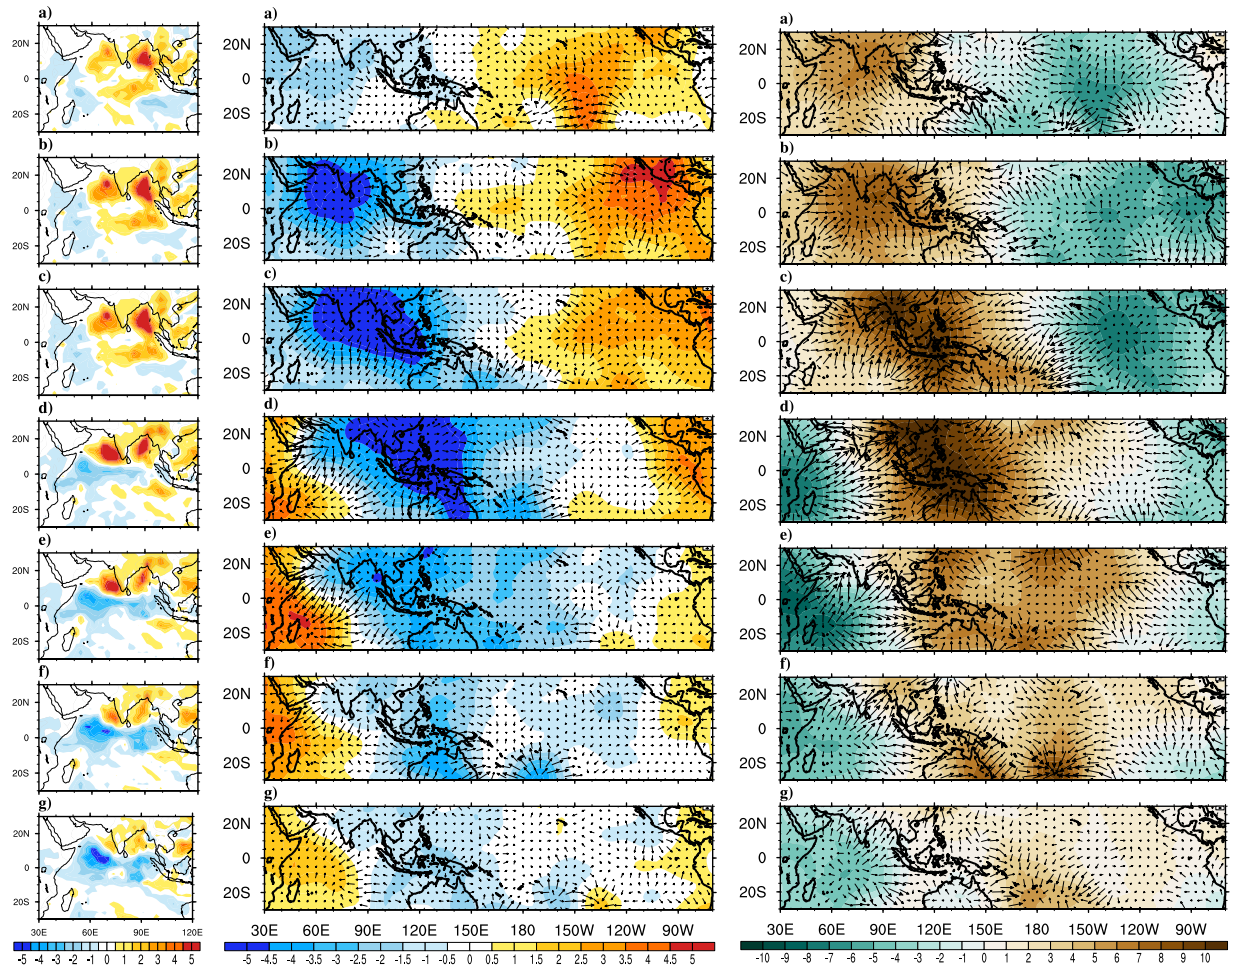 a)
20N
0
20S
b)
20N
0
20S
c)
20N
0
20S
d)
20N
0
20S
e)
20N
0
20S
f)
20N
0
20S
g)
20N
0
20S
30E 60E 90E 120E
-5 -4 -3 -2 -1 0 1 2 3 4 5
a)
20N
0
20S
b)
20N
0
20S
c)
20N
0
20S
d)
20N
0
20S
e)
20N
0
20S
f)
20N
0
20S
g)
20N
0
20S
30E 60E 90E 120E 150E 180 150W 120W 90W
-5 -4.5 -4 -3.5 -3 -2.5 -2 -1.5 -1 -0.5 0.5 1 1.5 2 2.5 3 3.5 4 4.5 5
a)
20N
0
20S
b)
20N
0
20S
c)
20N
0
20S
d)
20N
0
20S
e)
20N
0
20S
f)
20N
0
20S
g)
20N
0
20S
30E 60E 90E 120E 150E 180 150W 120W 90W
-10 -9 -8 -7 -6 -5 -4 -3 -2 -1 0 1 2 3 4 5 6 7 8 9 10